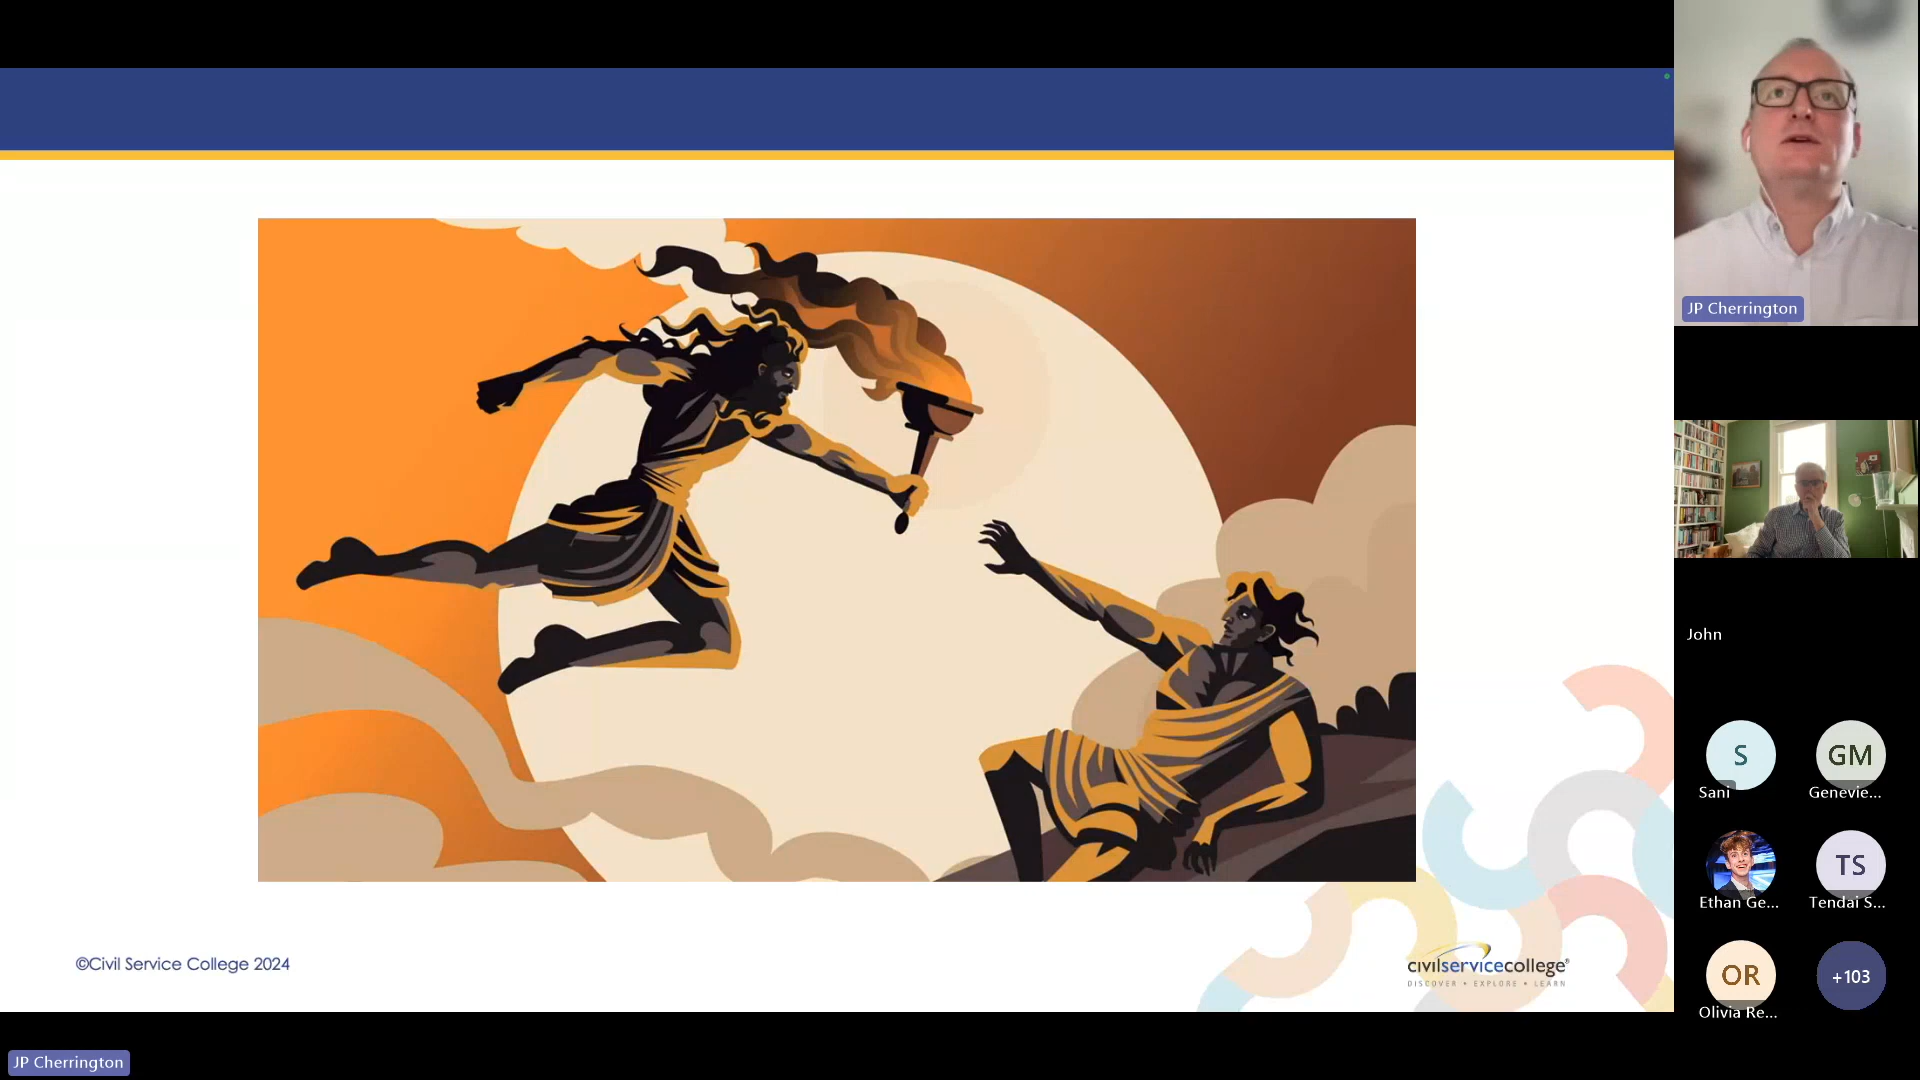 JP Cherrington
John
S
GM
Sani
Genevie...
TS
Ethan Ge...
Tendai S...
OR
+103
Olivia Re...
©Civil Service College 2024
civilservicecollege®
DISCOVER • EXPLORE • LEARN
JP Cherrington